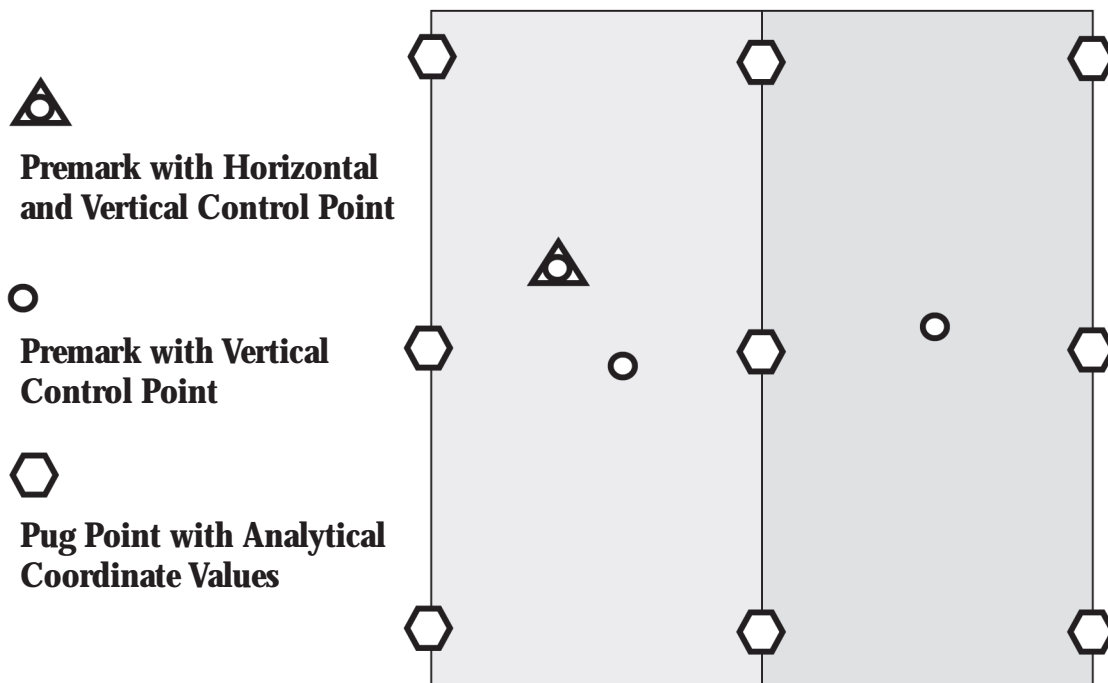 Premark with Horizontal
and Vertical Control Point
Premark with Vertical
Control Point
Pug Point with Analytical
Coordinate Values